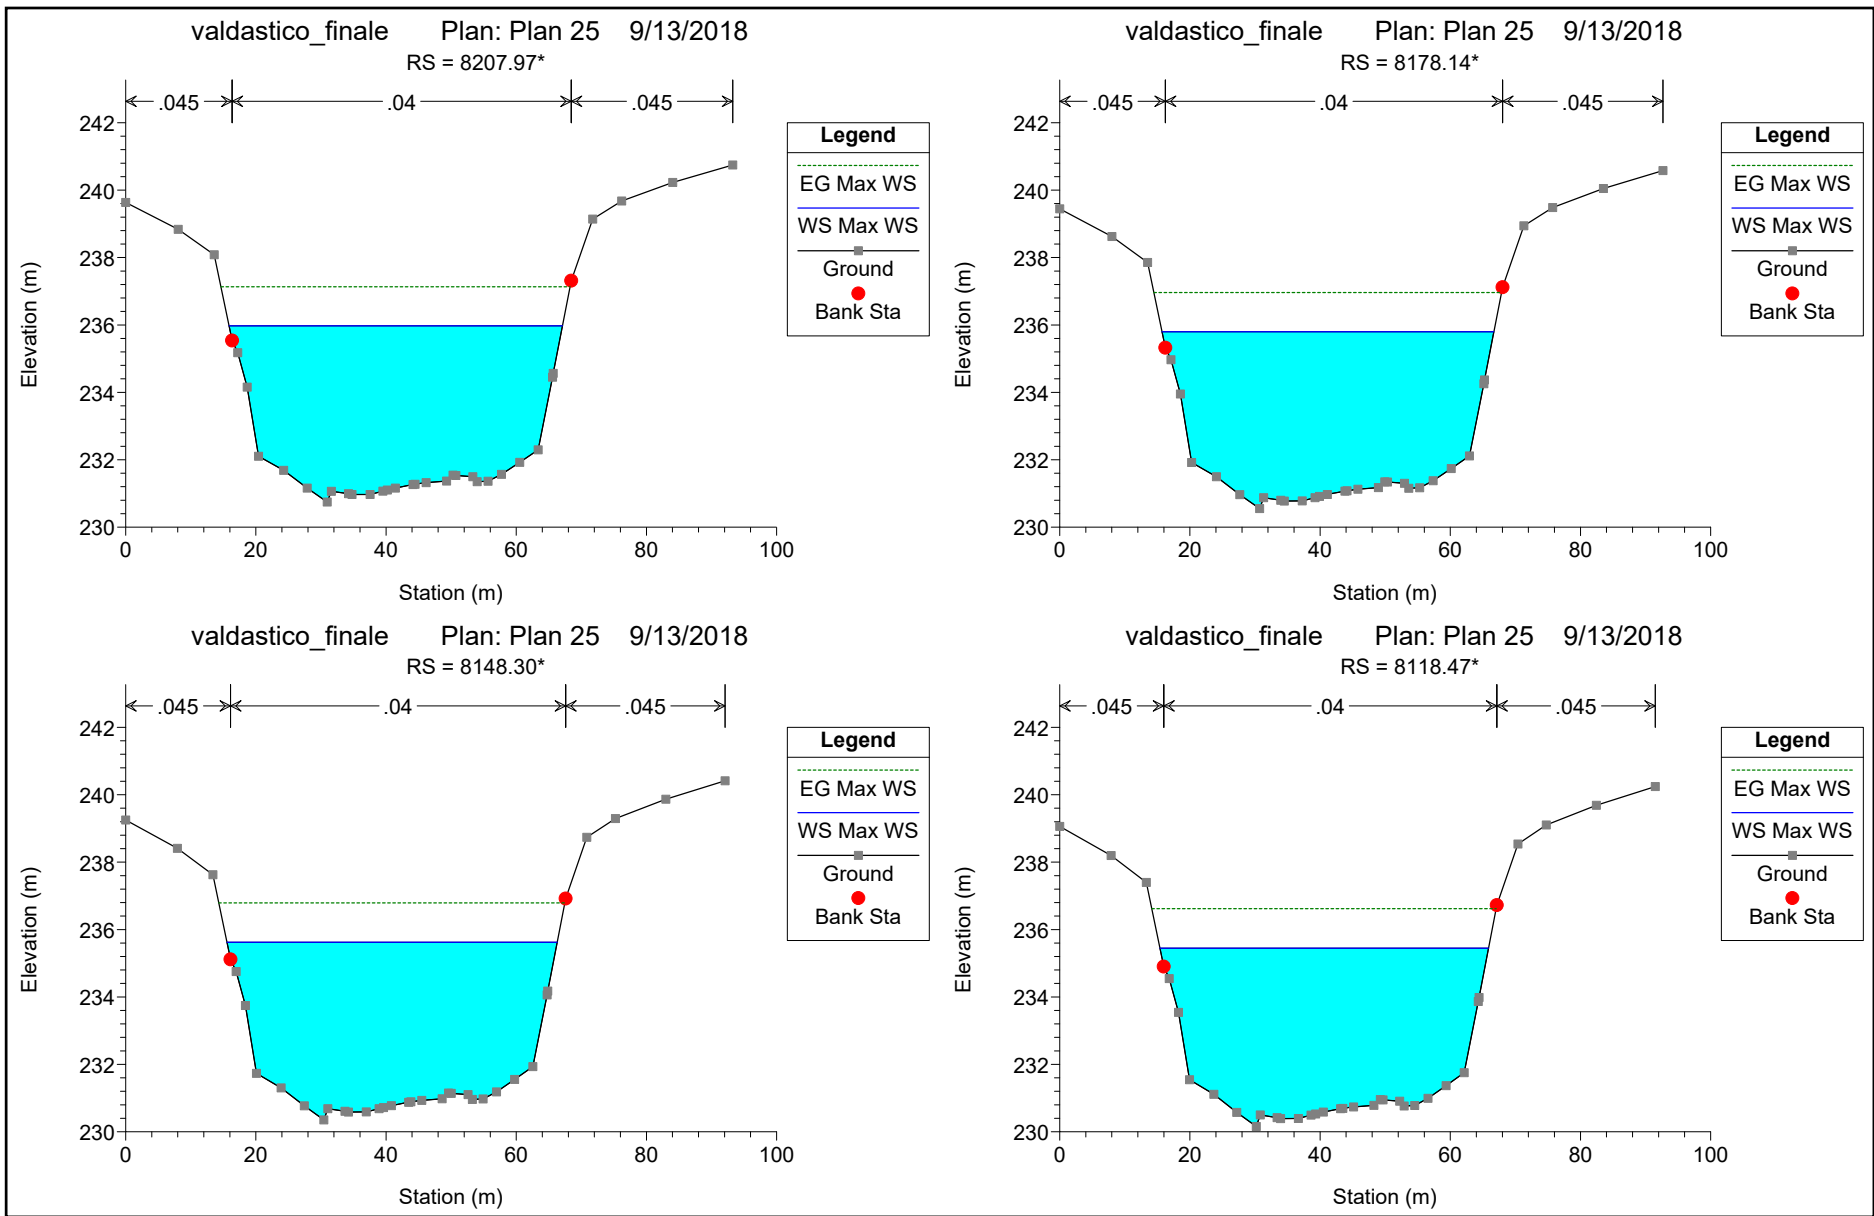 valdastico_finale Plan: Plan 25 9/13/2018
RS = 8207.97*
.045 .04 .045
242
240
238
236
234
232
230
0 20 40 60 80 100
Elevation (m)
Station (m)
Legend
EG Max WS
WS Max WS
Ground
Bank Sta
valdastico_finale Plan: Plan 25 9/13/2018
RS = 8178.14*
.045 .04 .045
242
240
238
236
234
232
230
0 20 40 60 80 100
Elevation (m)
Station (m)
Legend
EG Max WS
WS Max WS
Ground
Bank Sta
valdastico_finale Plan: Plan 25 9/13/2018
RS = 8148.30*
.045 .04 .045
242
240
238
236
234
232
230
0 20 40 60 80 100
Elevation (m)
Station (m)
Legend
EG Max WS
WS Max WS
Ground
Bank Sta
valdastico_finale Plan: Plan 25 9/13/2018
RS = 8118.47*
.045 .04 .045
242
240
238
236
234
232
230
0 20 40 60 80 100
Elevation (m)
Station (m)
Legend
EG Max WS
WS Max WS
Ground
Bank Sta